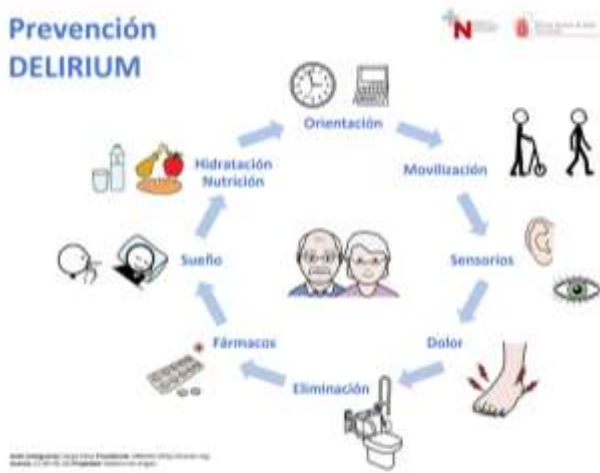 Prevención
DELIRIUM
N
Orientación
Hidratación
Nutrición
Movilización
Sueño
Sensorios
Fármacos
Dolor
Eliminación